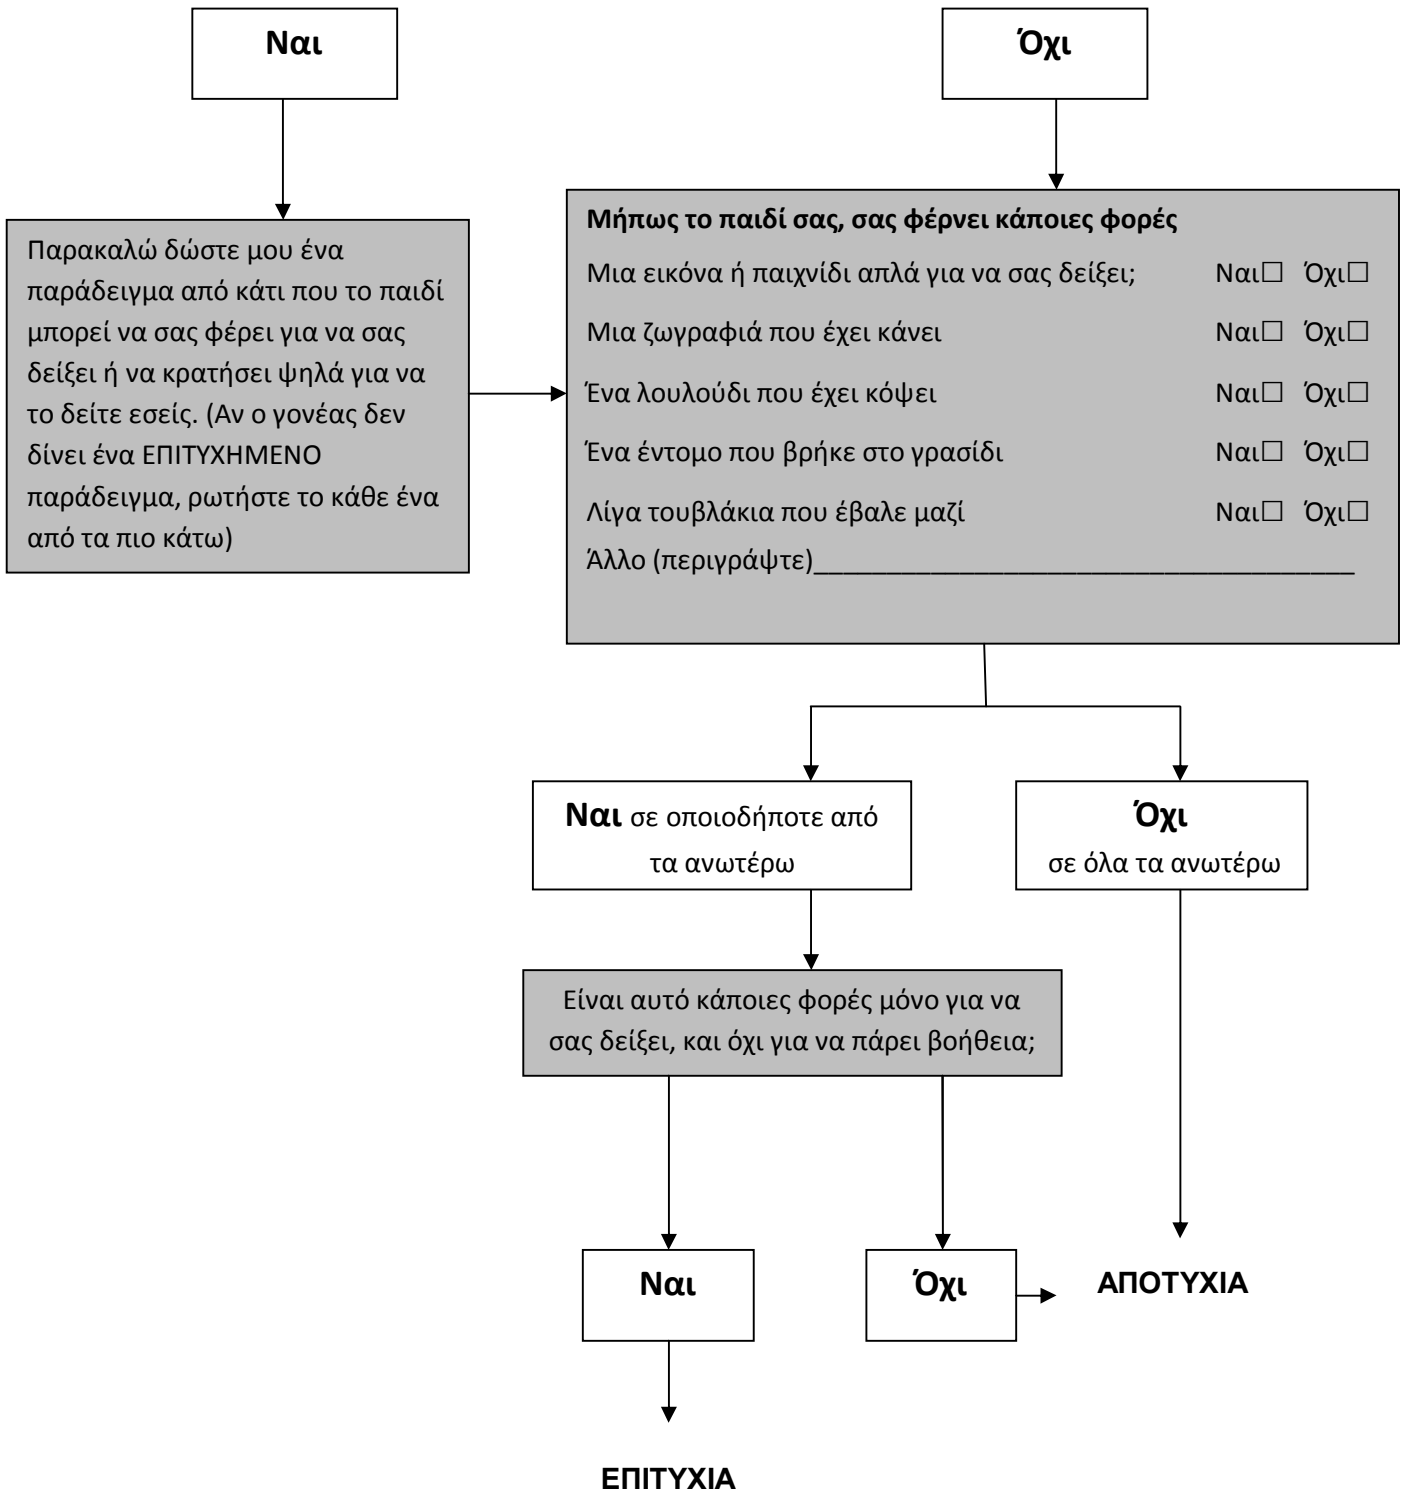 Ναι
Όχι
Παρακαλώ δώστε μου ένα
παράδειγμα από κάτι που το παιδί
μπορεί να σας φέρει για να σας
δείξει ή να κρατήσει ψηλά για να
το δείτε εσείς. (Αν ο γονέας δεν
δίνει ένα ΕΠΙΤΥΧΗΜΕΝΟ
παράδειγμα, ρωτήστε το κάθε ένα
από τα πιο κάτω)
Μήπως το παιδί σας, σας φέρνει κάποιες φορές
Μια εικόνα ή παιχνίδι απλά για να σας δείξει; Ναι□ Όχι□
Μια ζωγραφιά που έχει κάνει Ναι□ Όχι□
Ένα λουλούδι που έχει κόψει Ναι□ Όχι□
Ένα έντομο που βρήκε στο γρασίδι Ναι□ Όχι□
Λίγα τουβλάκια που έβαλε μαζί Ναι□ Όχι□
Άλλο (περιγράψτε)_____________________________________
Ναι σε οποιοδήποτε από
τα ανωτέρω
Όχι
σε όλα τα ανωτέρω
Είναι αυτό κάποιες φορές μόνο για να
σας δείξει, και όχι για να πάρει βοήθεια;
Ναι
Όχι
ΑΠΟΤΥΧΙΑ
ΕΠΙΤΥΧΙΑ